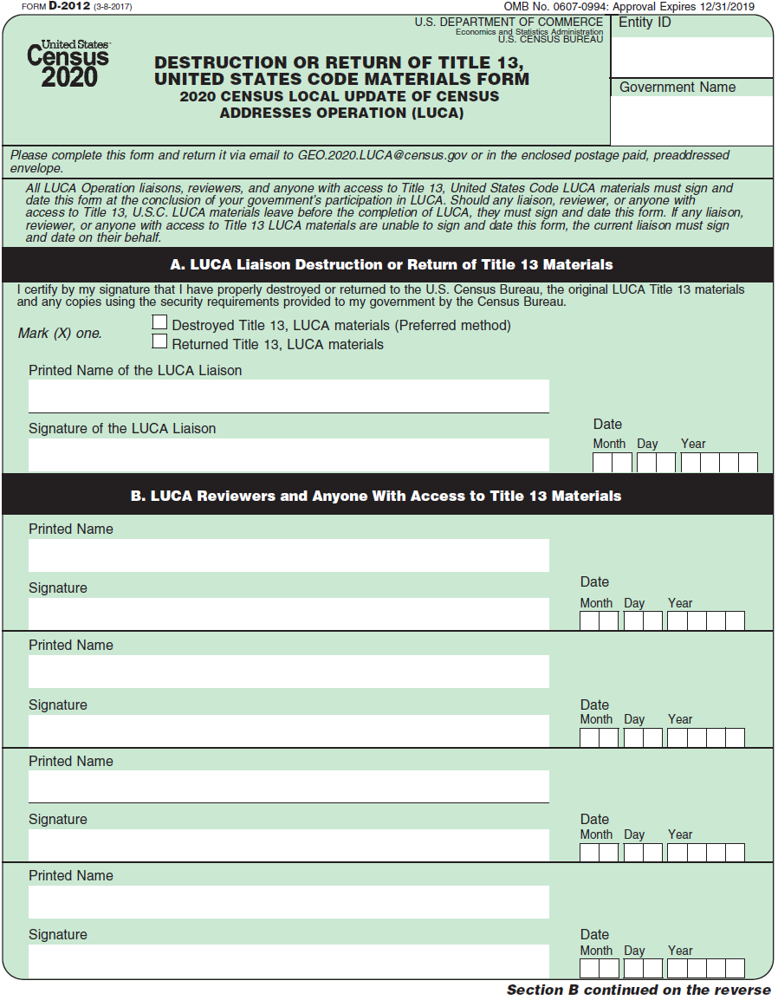 FORM D-2012 (3-8-2017)
OMB No. 0607-0994: Approval Expires 12/31/2019
United States™
Census
2020
U.S. DEPARTMENT OF COMMERCE
Economics and Statistics Administration
U.S. CENSUS BUREAU
DESTRUCTION OR RETURN OF TITLE 13,
UNITED STATES CODE MATERIALS FORM
2020 CENSUS LOCAL UPDATE OF CENSUS
ADDRESSES OPERATION (LUCA)
Entity ID
Government Name
Please complete this form and return it via email to GEO.2020.LUCA@census.gov or in the enclosed postage paid, preaddressed
envelope.
All LUCA Operation liaisons, reviewers, and anyone with access to Title 13, United States Code LUCA materials must sign and
date this form at the conclusion of your government's participation in LUCA. Should any liaison, reviewer, or anyone with
access to Title 13, U.S.C. LUCA materials leave before the completion of LUCA, they must sign and date this form. If any liaison,
reviewer, or anyone with access to Title 13 LUCA materials are unable to sign and date this form, the current liaison must sign
and date on their behalf.
A. LUCA Liaison Destruction or Return of Title 13 Materials
I certify by my signature that I have properly destroyed or returned to the U.S. Census Bureau, the original LUCA Title 13 materials
and any copies using the security requirements provided to my government by the Census Bureau.
Mark (X) one.
Destroyed Title 13, LUCA materials (Preferred method)
Returned Title 13, LUCA materials
Printed Name of the LUCA Liaison
Signature of the LUCA Liaison
Date
Month Day Year
B. LUCA Reviewers and Anyone With Access to Title 13 Materials
Printed Name
Signature
Date
Month Day Year
Printed Name
Signature
Date
Month Day Year
Printed Name
Signature
Date
Month Day Year
Printed Name
Signature
Date
Month Day Year
Section B continued on the reverse